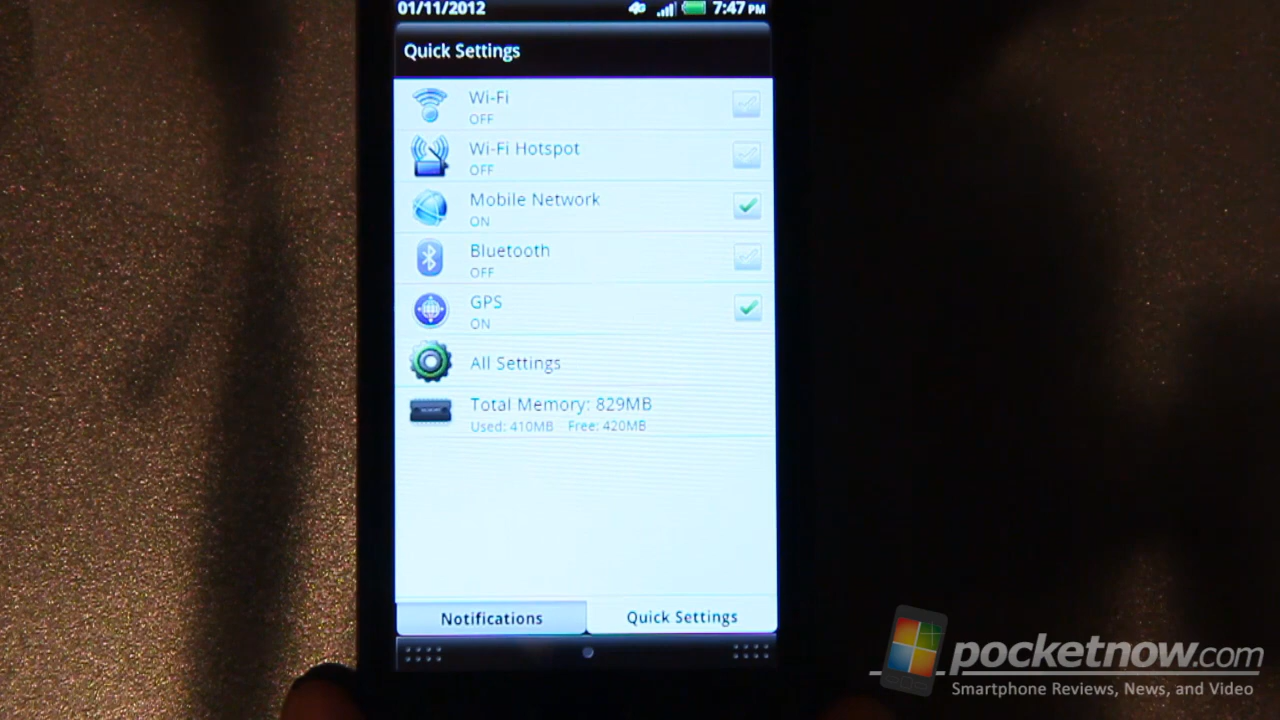 01/11/2012 4G 7:47 PM
Quick Settings
Wi-Fi
OFF
Wi-Fi Hotspot
OFF
Mobile Network
ON
Bluetooth
OFF
GPS
ON
All Settings
Total Memory: 829MB
Used: 410MB Free: 420MB
Notifications Quick Settings
pocketnow.com
Smartphone Reviews, News, and Video